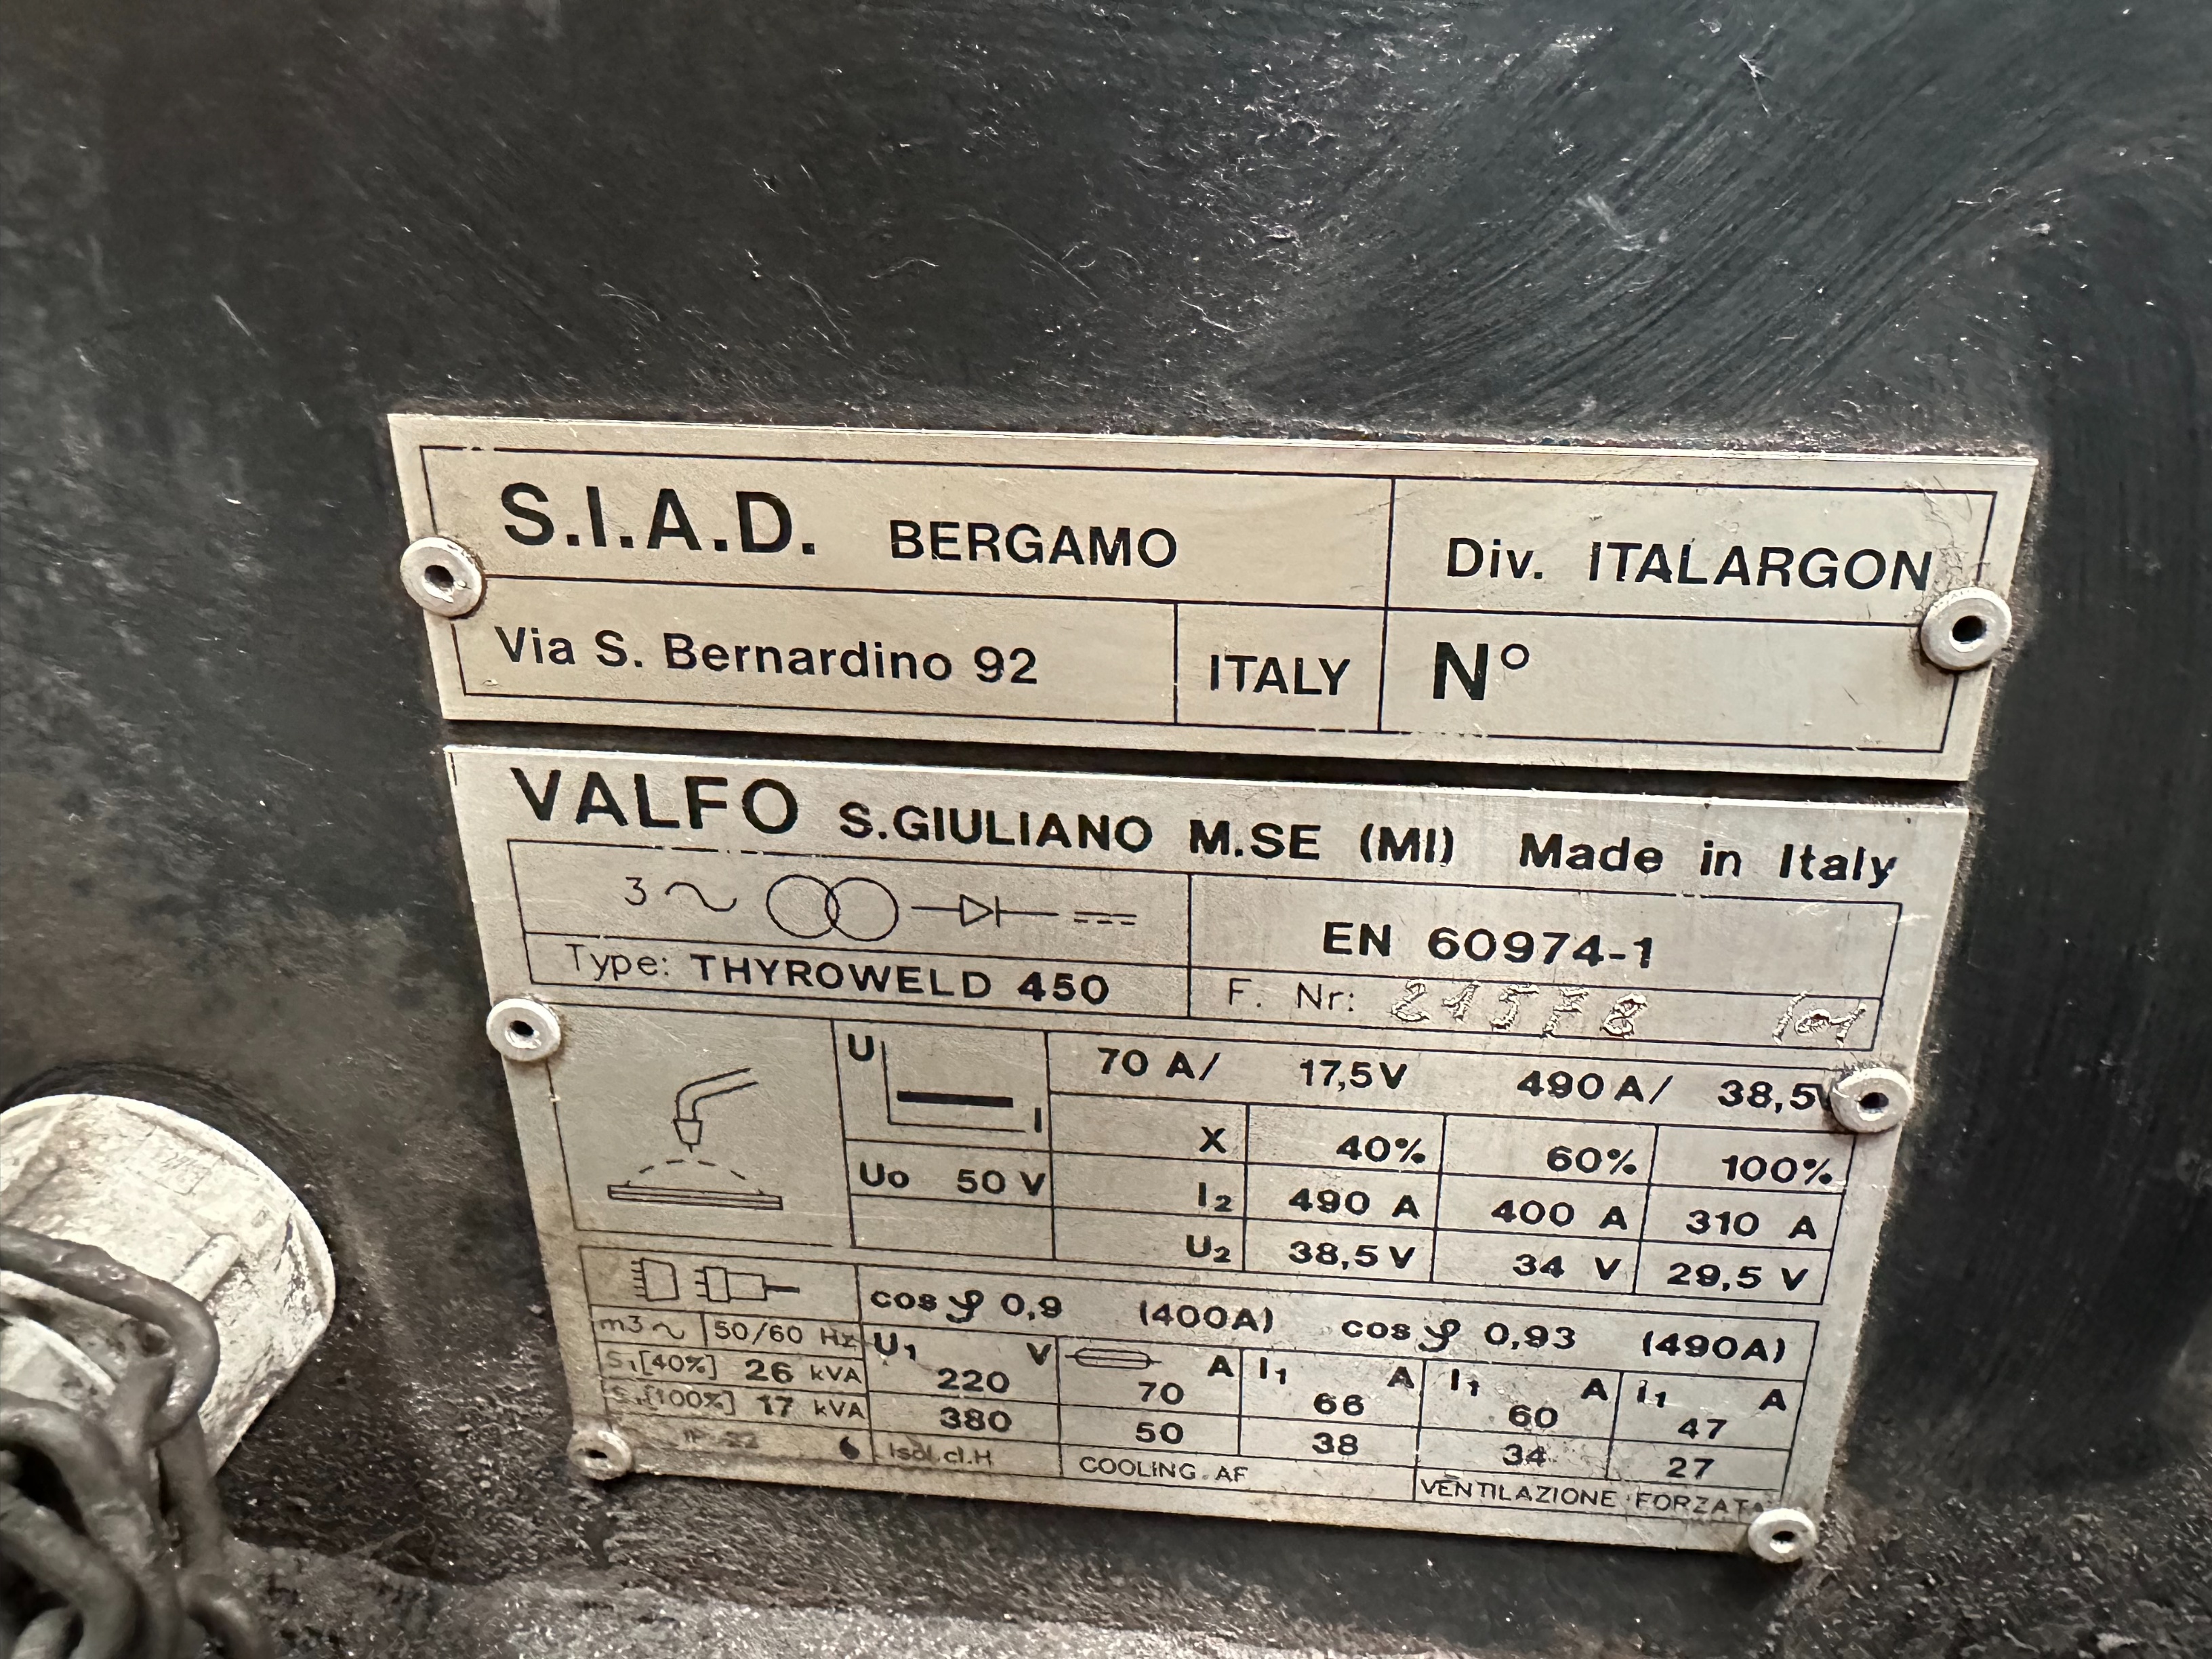 S.I.A.D. BERGAMO Div. ITALARGON
Via S. Bernardino 92 ITALY N°
VALFO S.GIULIANO M.SE (MI) Made in Italy
3 ~ EN 60974-1
Type: THYROWELD 450 F. Nr:
U I 70 A/ 17,5V 490 A/ 38,5V
X 40% 60% 100%
Uo 50 V I2 490 A 400 A 310 A
U2 38,5 V 34 V 29,5 V
cos φ 0,9 (400A) cos φ 0,93 (490A)
m3 ~ 50/60 Hz U1 V A I1 A I1 A I1 A
S1[40%] 26 kVA 220 70 66 60 47
S1[100%] 17 kVA 380 50 38 34 27
Isol.cl.H COOLING AF VENTILAZIONE FORZATA